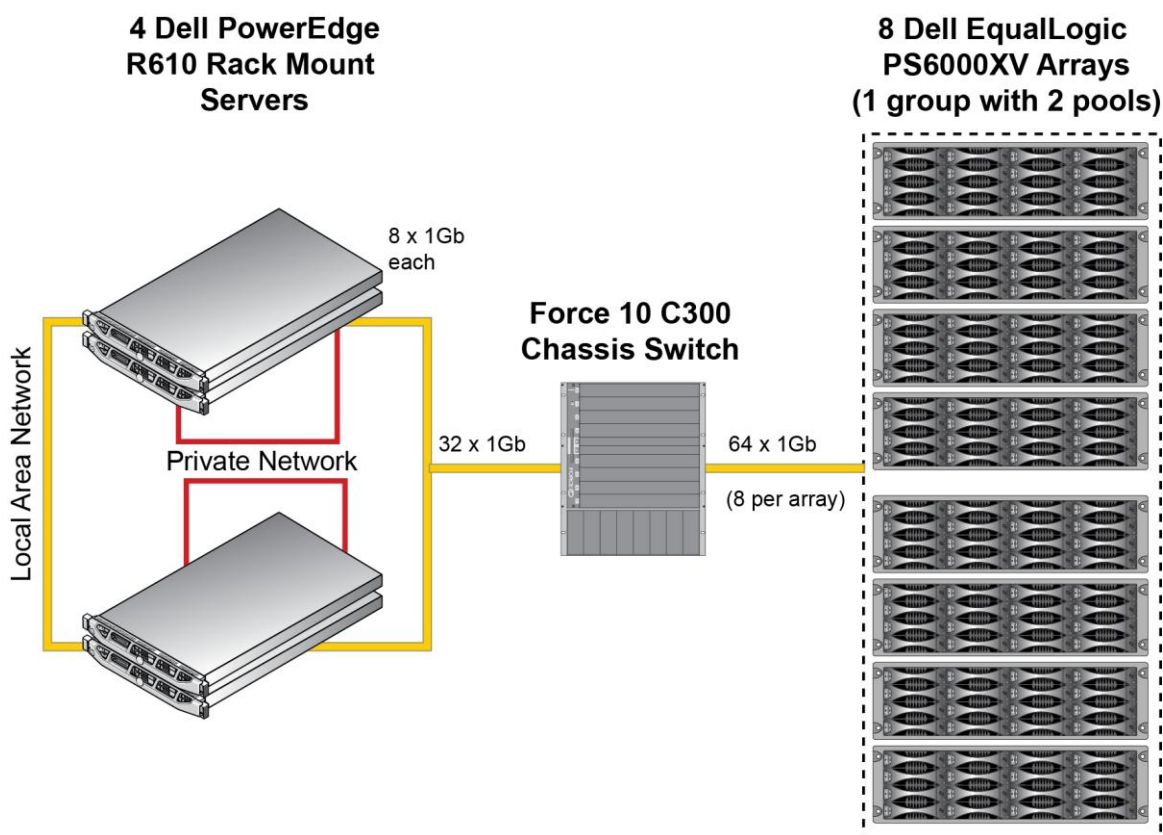 4 Dell PowerEdge
R610 Rack Mount
Servers
8 Dell EqualLogic
PS6000XV Arrays
(1 group with 2 pools)
8 x 1Gb
each
Force 10 C300
Chassis Switch
Local Area Network
Private Network
32 x 1Gb
64 x 1Gb
(8 per array)